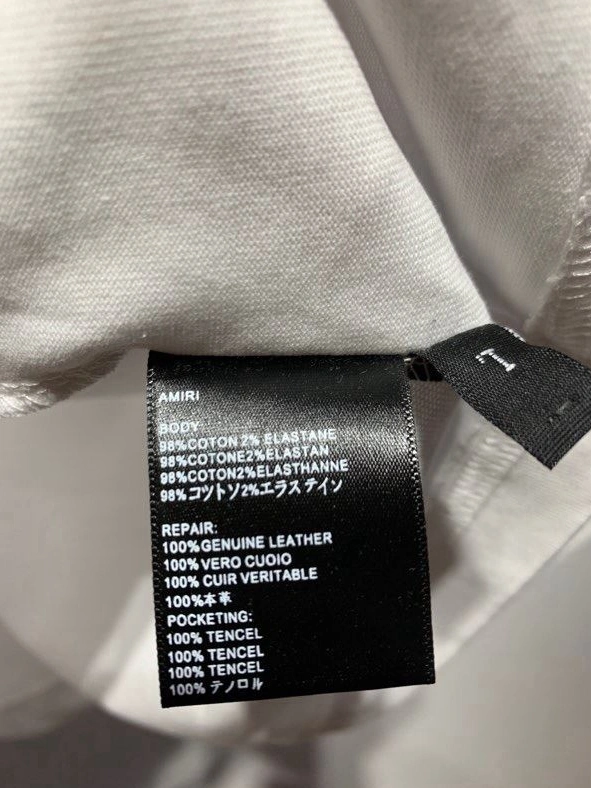 AMIRI
BODY
98%COTON 2% ELASTANE
98%COTONE2%ELASTAN
98%COTON2%ELASTHANNE
98%コツトソ2%エラステイン
REPAIR:
100%GENUINE LEATHER
100% VERO CUOIO
100% CUIR VERITABLE
100%本革
POCKETING:
100% TENCEL
100% TENCEL
100% TENCEL
100% テノロル